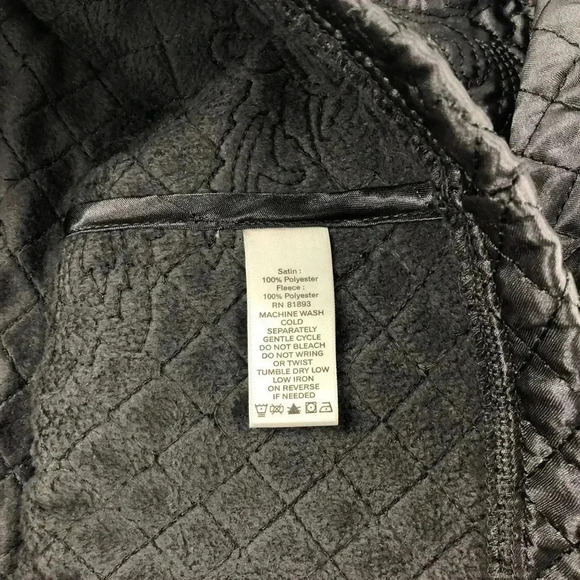 Satin :
100% Polyester
Fleece :
100% Polyester
RN 81893
MACHINE WASH
COLD
SEPARATELY
GENTLE CYCLE
DO NOT BLEACH
DO NOT WRING
OR TWIST
TUMBLE DRY LOW
LOW IRON
ON REVERSE
IF NEEDED